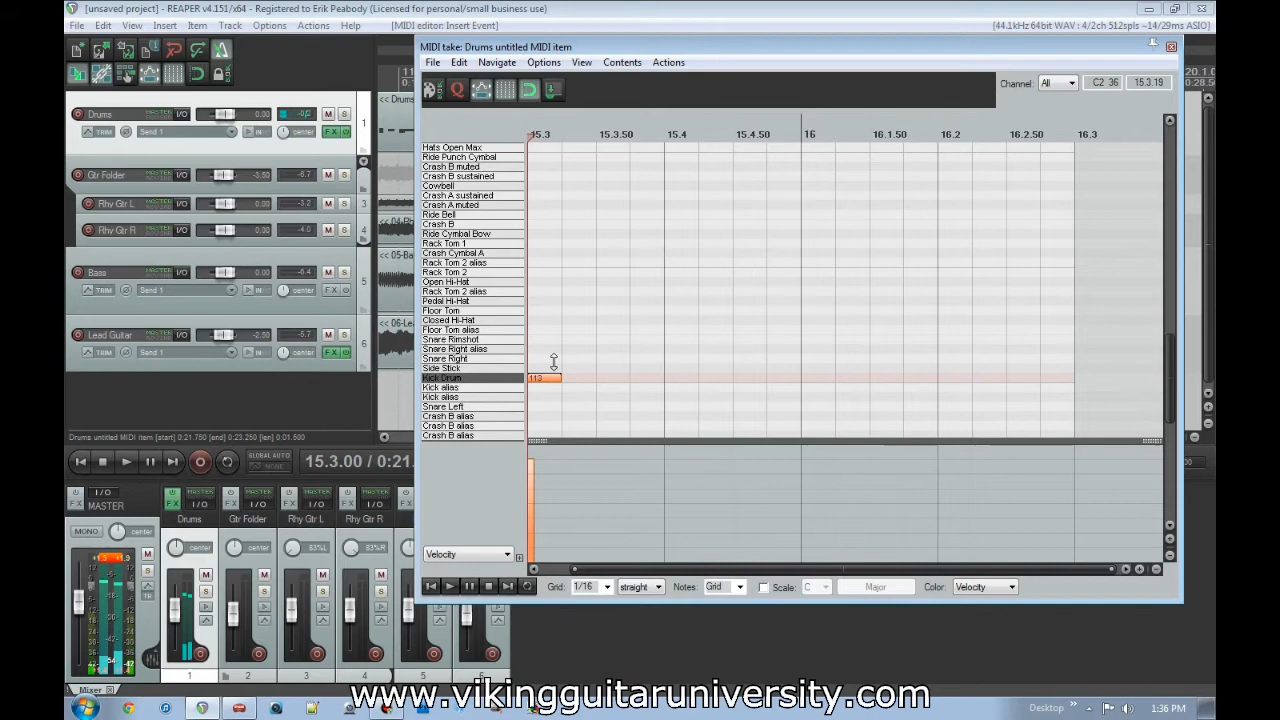 [unsaved project] - REAPER v4.151/x64 - Registered to Erik Peabody (Licensed for personal/small business use)
File Edit View Insert Item Track Options Actions Help [MIDI editor: Insert Event] [44.1kHz 64bit WAV : 4/2ch 512spls ~14/29ms ASIO]
MIDI take: Drums untitled MIDI item
File Edit Navigate Options View Contents Actions
Channel: All C2 36 15.3.19
Drums I/O 0.00 M S
TRIM Send 1 IN center FX
1
Gtr Folder I/O -3.50 -6.7 M S
Rhy Gtr L I/O 0.00 -3.2 M S 3
Rhy Gtr R I/O 0.00 -4.0 M S 4
Bass I/O 0.00 -6.4 M S
TRIM Send 1 IN center FX
5
Lead Guitar I/O -2.50 -5.7 M S
TRIM Send 1 IN center FX
6
15.3 15.3.50 15.4 15.4.50 16 16.1.50 16.2 16.2.50 16.3
Hats Open Max
Ride Punch Cymbal
Crash B muted
Crash B sustained
Cowbell
Crash A sustained
Crash A muted
Ride Bell
Crash B
Ride Cymbal Bow
Rack Tom 1
Crash Cymbal A
Rack Tom 2 alias
Rack Tom 2
Open Hi-Hat
Rack Tom 2 alias
Pedal Hi-Hat
Floor Tom
Closed Hi-Hat
Floor Tom alias
Snare Rimshot
Snare Right alias
Snare Right
Side Stick
Kick Drum 113
Kick alias
Kick alias
Snare Left
Crash B alias
Crash B alias
Crash B alias
Drums untitled MIDI item [start] 0:21.750 [end] 0:23.250 [len] 0:01.500
GLOBAL AUTO
NONE
15.3.00 / 0:21.
Velocity
Grid: 1/16 straight Notes: Grid Scale: C Major Color: Velocity
I/O
FX MASTER
MONO center
Drums Gtr Folder Rhy Gtr L Rhy Gtr R
center center 83%L 83%R
1 2 3 4 5 6
Mixer
www.vikingguitaruniversity.com
Desktop 1:36 PM